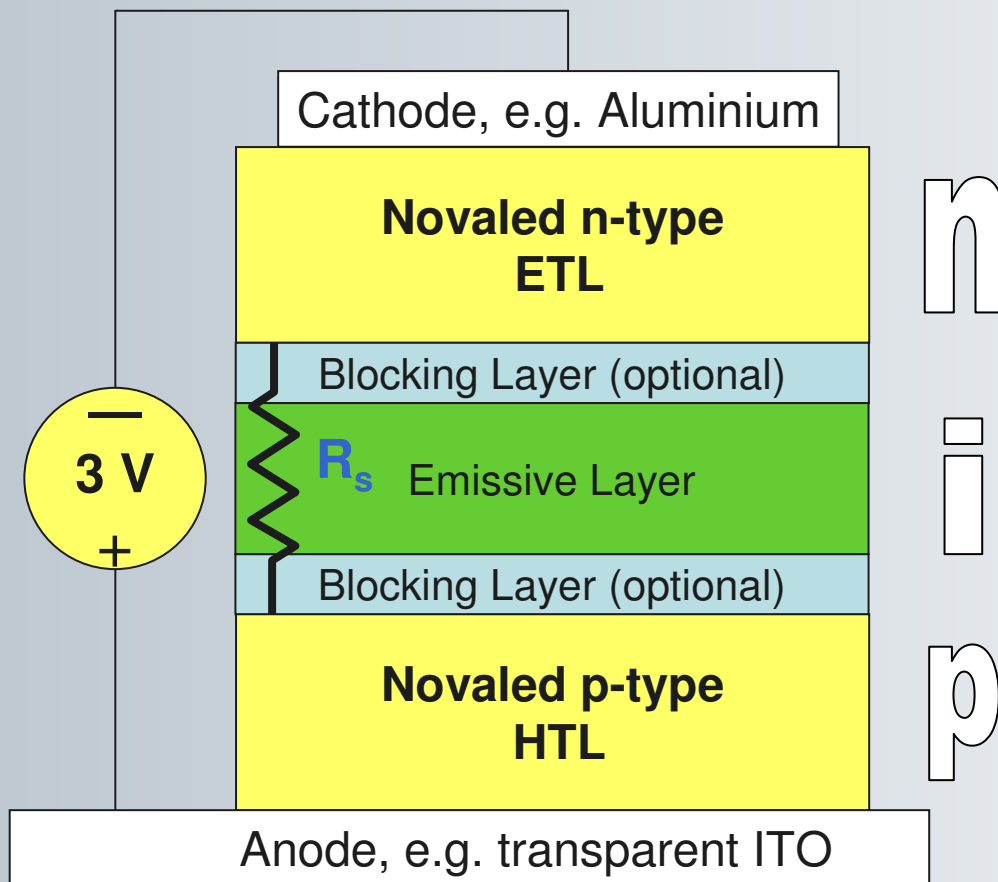 Cathode, e.g. Aluminium
Novaled n-type
ETL
n
Blocking Layer (optional)
−
3 V
+
Rs
Emissive Layer
i
Blocking Layer (optional)
Novaled p-type
HTL
p
Anode, e.g. transparent ITO